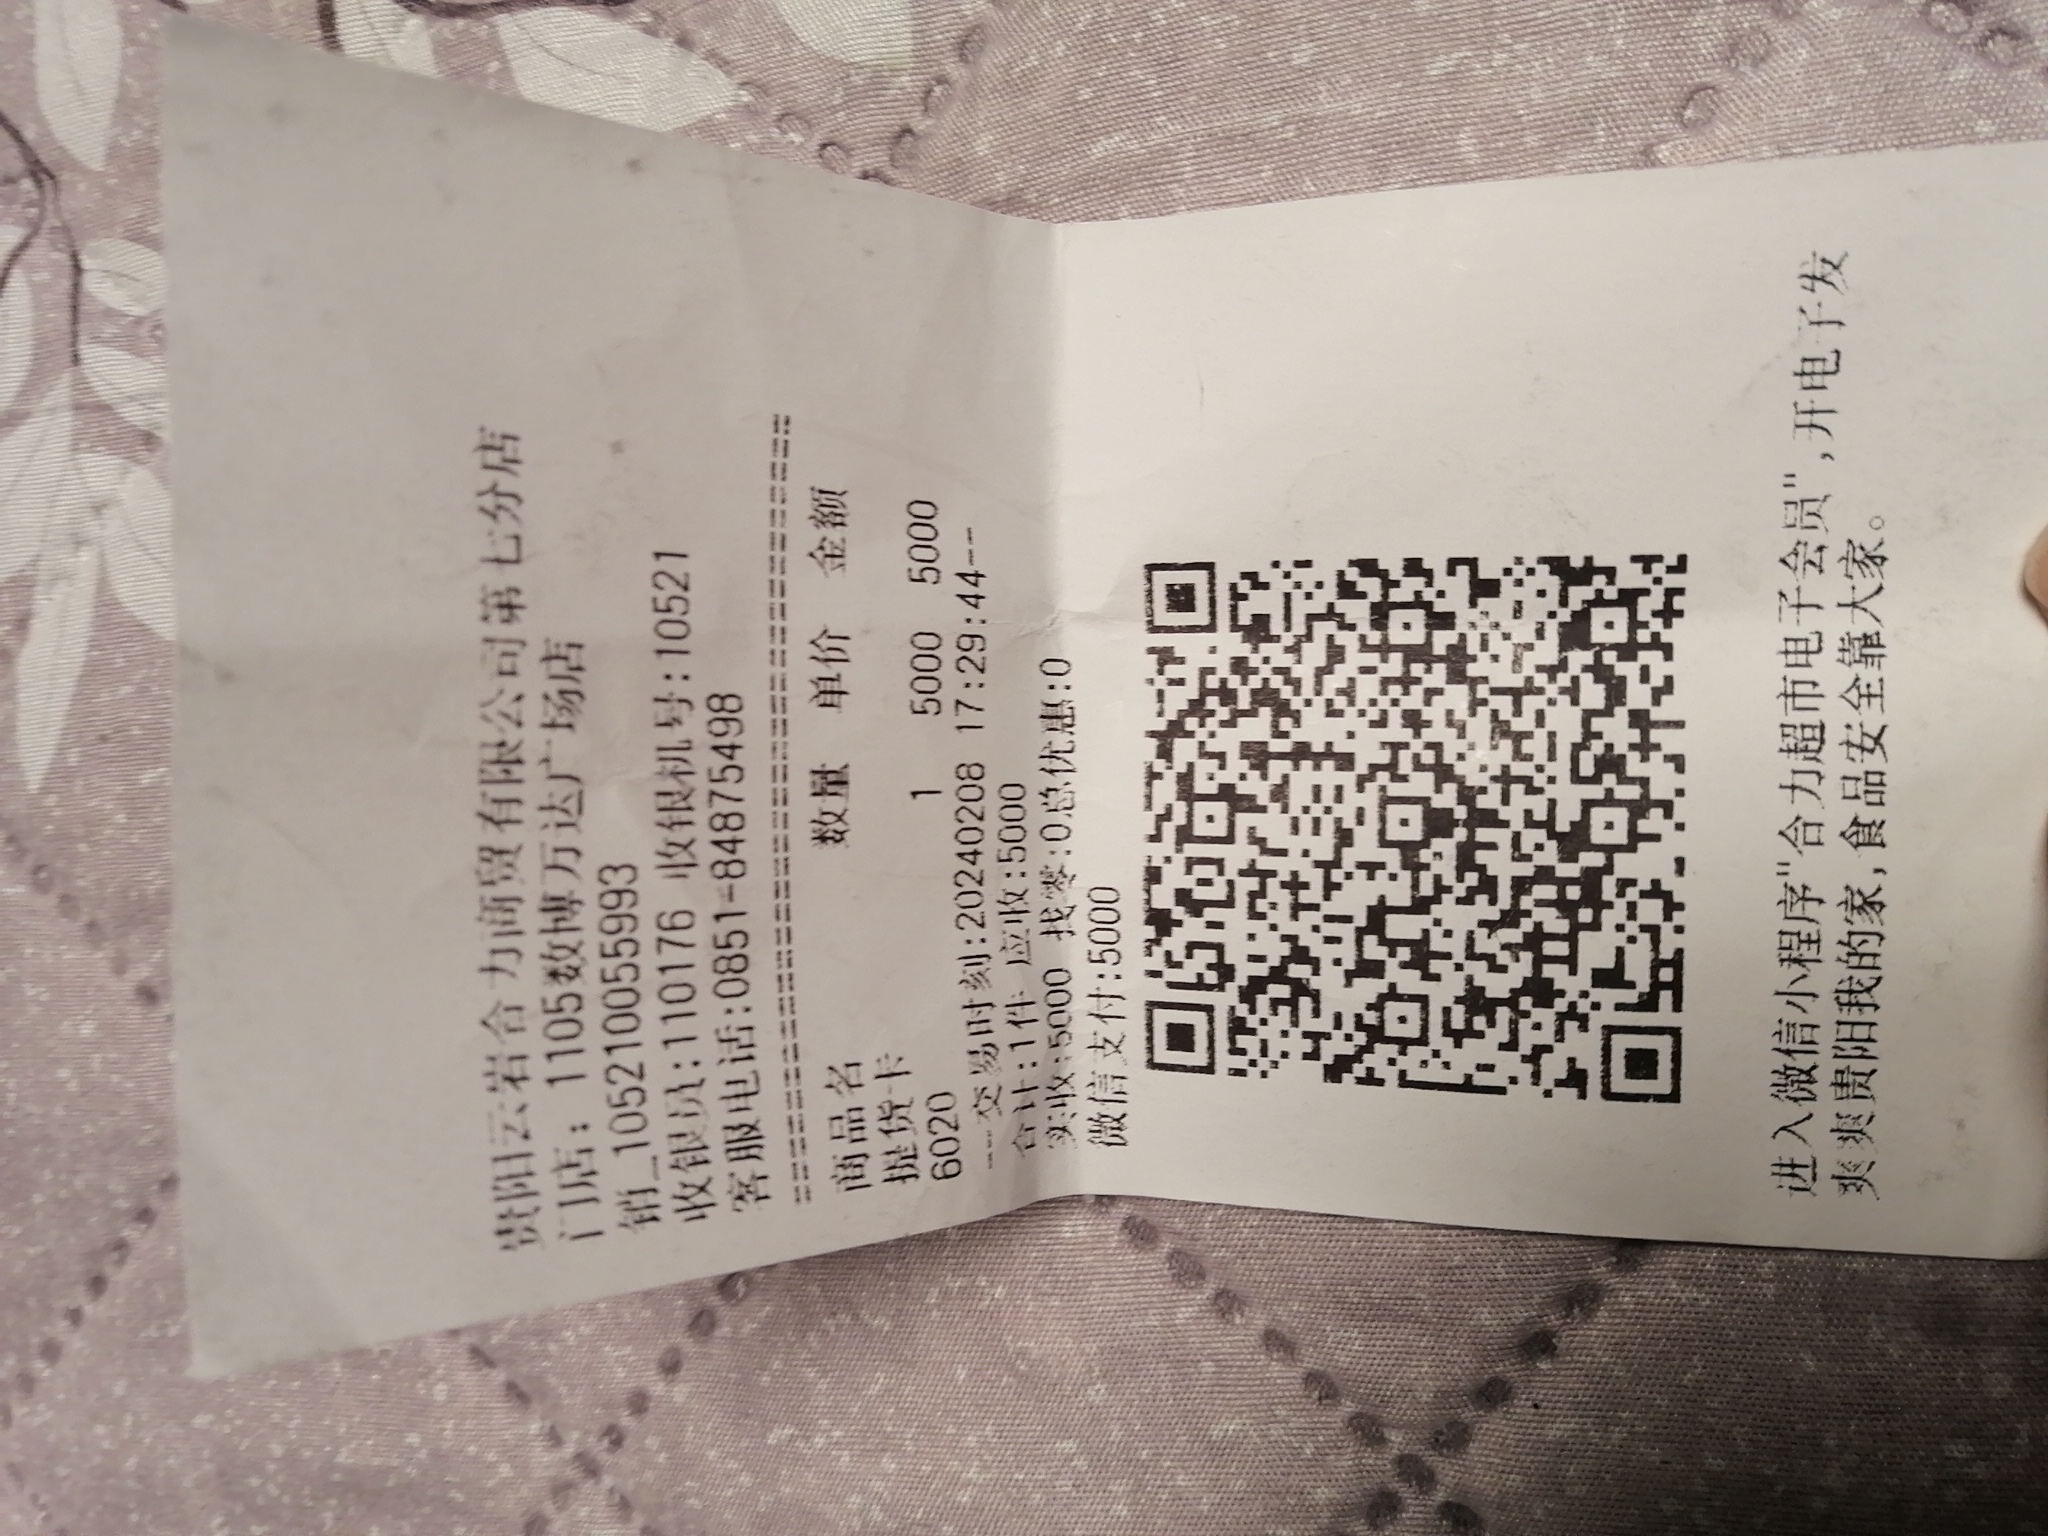 贵阳云岩合力商贸有限公司第七分店
门店：1105数博万达广场店
销_105210055993
收银员:110176 收银机号:10521
客服电话:0851-84875498
商品名 数量 单价 金额
提货卡
6020 1 5000 5000
--交易时刻:20240208 17:29:44--
合计:1件 应收:5000
实收:5000 找零:0总优惠:0
微信支付:5000
进入微信小程序"合力超市电子会员",开电子发
爽爽贵阳我的家,食品安全靠大家。